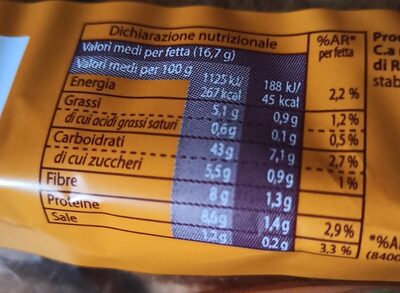 Dichiarazione nutrizionale %AR*
Valori medi per fetta (16,7 g) per fetta
Valori medi per 100 g
Energia 1125 kJ/ 188 kJ/
267 kcal 45 kcal 2,2 %
Grassi 5,1 g 0,9 g 1,2 %
di cui acidi grassi saturi 0,6 g 0,1 g 0,5 %
Carboidrati 43 g 7,1 g 2,7 %
di cui zuccheri 5,5 g 0,9 g 1 %
Fibre 8 g 1,3 g
Proteine 8,6 g 1,4 g 2,9 %
Sale 1,2 g 0,2 g 3,3 %
C.a
di R
stab
(8400